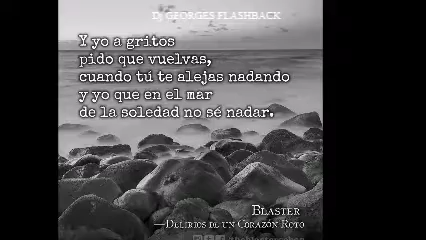 Dj GEORGES FLASHBACK
Y yo a gritos
pido que vuelvas,
cuando tú te alejas nadando
y yo que en el mar
de la soledad no sé nadar.
Blaster
—Delirios de un Corazón Roto